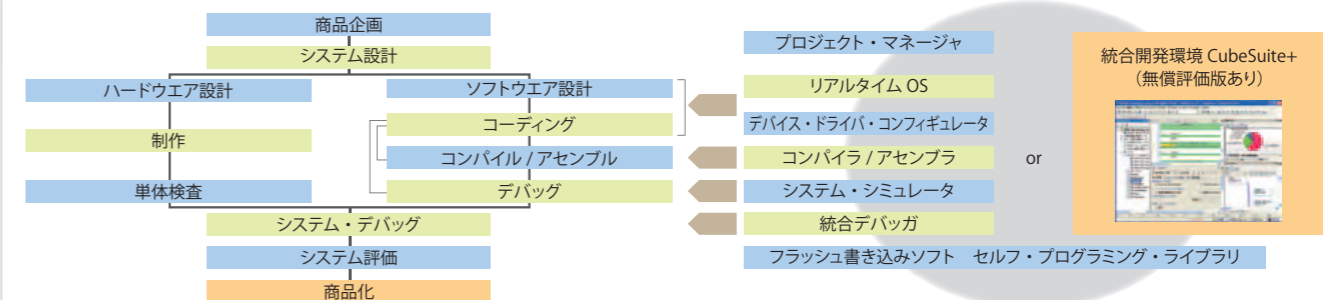 商品企画
システム設計
ハードウエア設計
ソフトウエア設計
制作
コーディング
コンパイル / アセンブル
単体検査
デバッグ
システム・デバッグ
システム評価
商品化
プロジェクト・マネージャ
リアルタイム OS
デバイス・ドライバ・コンフィギュレータ
コンパイラ / アセンブラ
システム・シミュレータ
統合デバッガ
フラッシュ書き込みソフト　セルフ・プログラミング・ライブラリ
or
統合開発環境 CubeSuite+
（無償評価版あり）